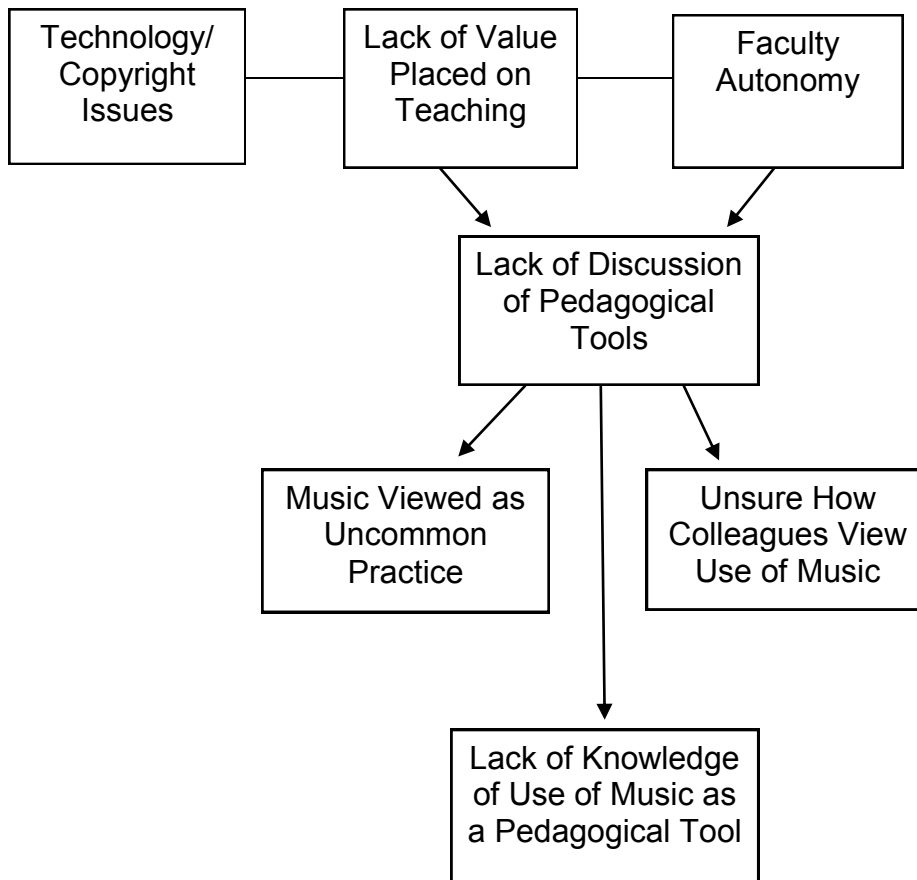 Technology/
Copyright
Issues
Lack of Value
Placed on
Teaching
Faculty
Autonomy
Lack of Discussion
of Pedagogical
Tools
Music Viewed as
Uncommon
Practice
Unsure How
Colleagues View
Use of Music
Lack of Knowledge
of Use of Music as
a Pedagogical Tool